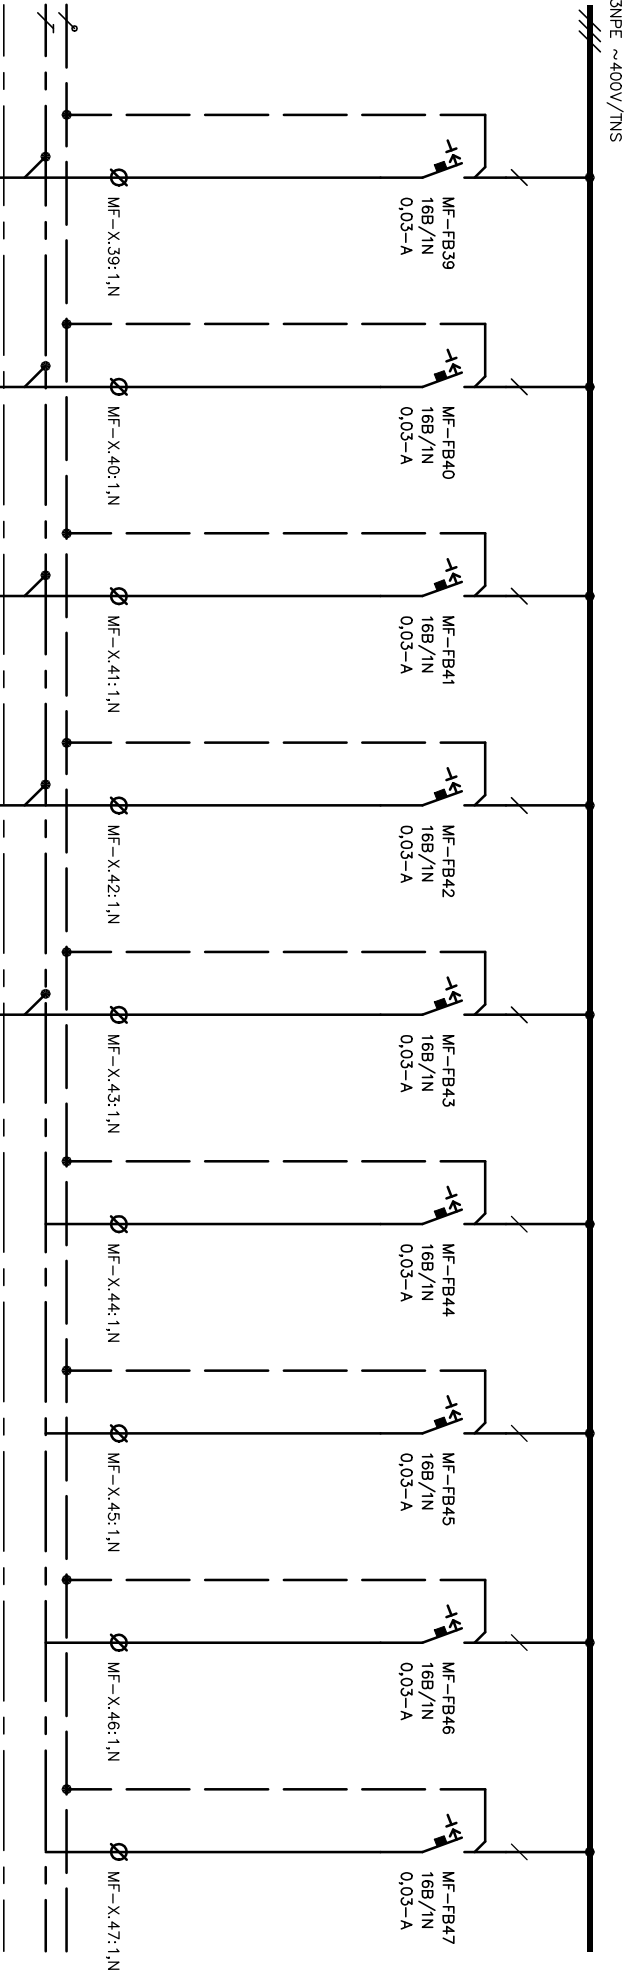 3NPE ~400V/TNS
MF-FB39
16B/1N
0,03-A
MF-X.39:1,N
MF-FB40
16B/1N
0,03-A
MF-X.40:1,N
MF-FB41
16B/1N
0,03-A
MF-X.41:1,N
MF-FB42
16B/1N
0,03-A
MF-X.42:1,N
MF-FB43
16B/1N
0,03-A
MF-X.43:1,N
MF-FB44
16B/1N
0,03-A
MF-X.44:1,N
MF-FB45
16B/1N
0,03-A
MF-X.45:1,N
MF-FB46
16B/1N
0,03-A
MF-X.46:1,N
MF-FB47
16B/1N
0,03-A
MF-X.47:1,N